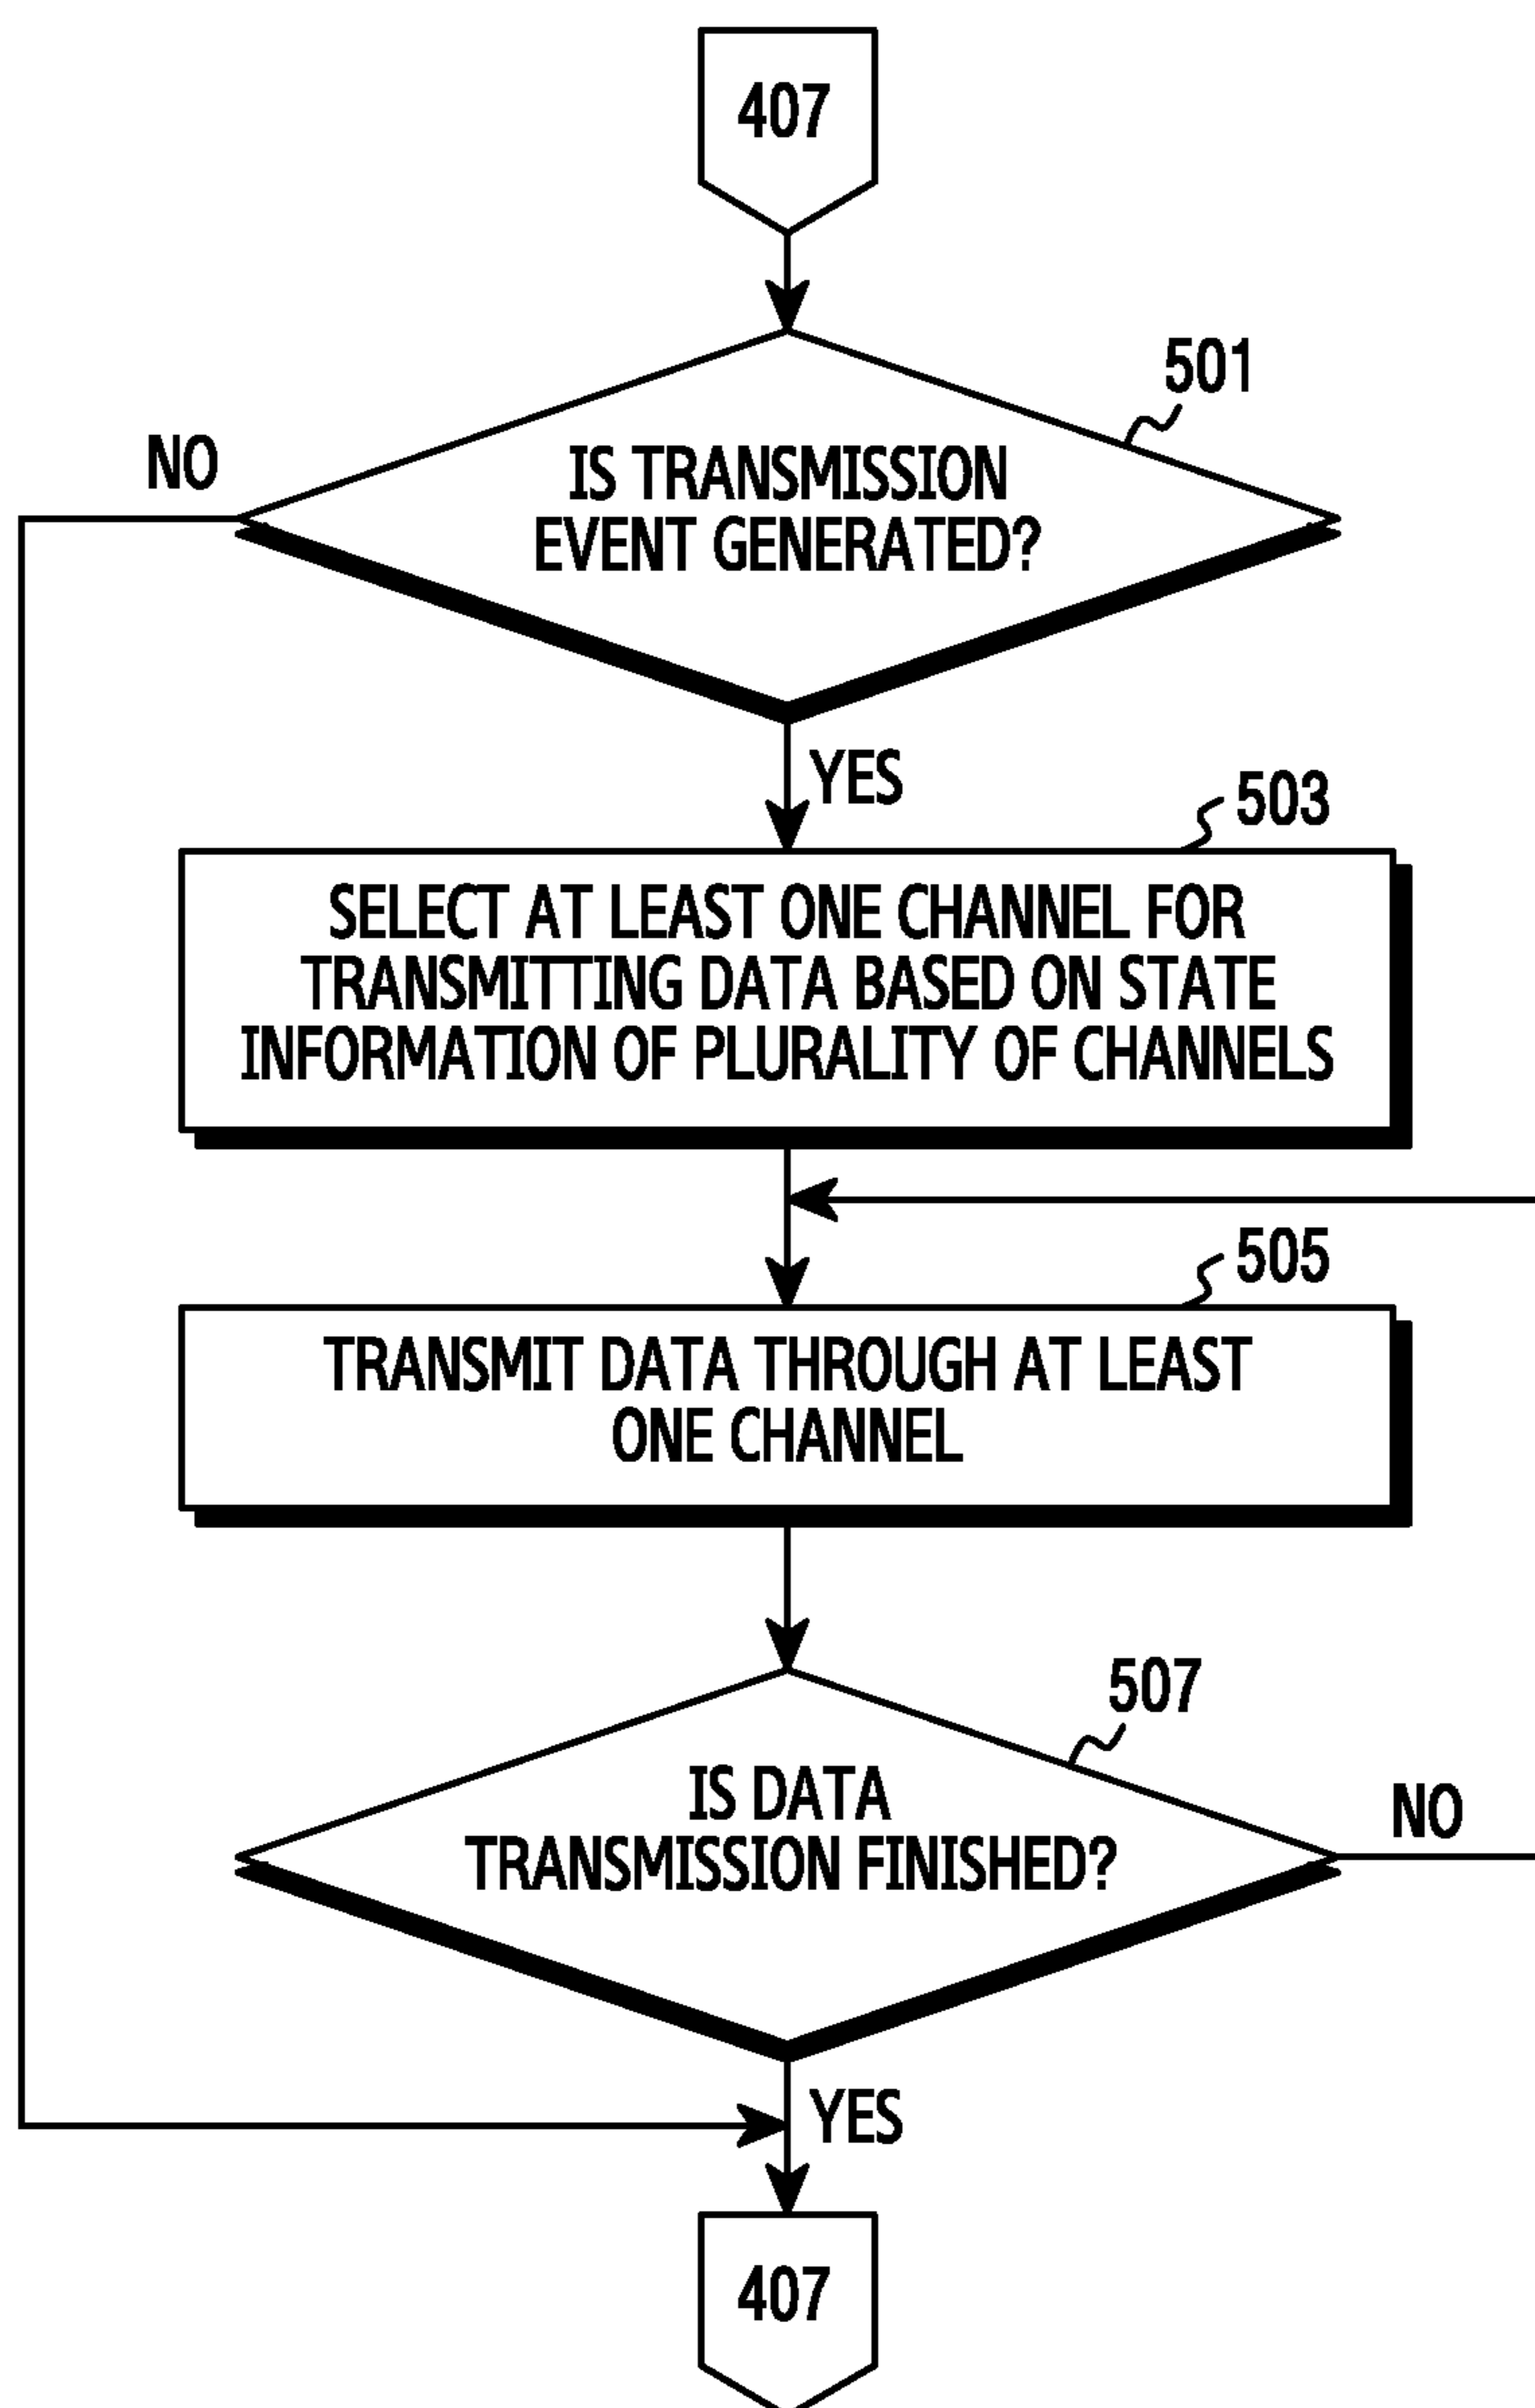 407
501
NO
IS TRANSMISSION
EVENT GENERATED?
YES
503
SELECT AT LEAST ONE CHANNEL FOR
TRANSMITTING DATA BASED ON STATE
INFORMATION OF PLURALITY OF CHANNELS
505
TRANSMIT DATA THROUGH AT LEAST
ONE CHANNEL
507
IS DATA
TRANSMISSION FINISHED?
NO
YES
407